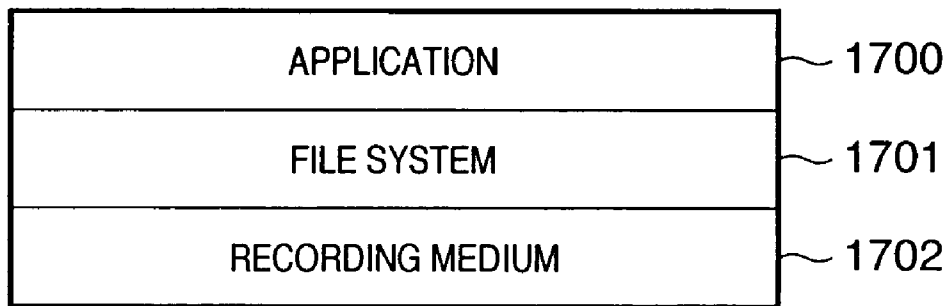 APPLICATION 1700
FILE SYSTEM 1701
RECORDING MEDIUM 1702